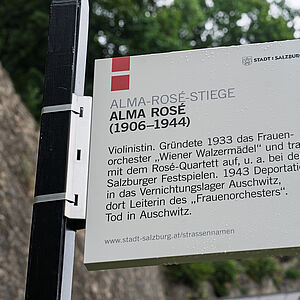 STADT : SALZBURG
ALMA-ROSÉ-STIEGE
ALMA ROSÉ
(1906–1944)
Violinistin. Gründete 1933 das Frauen-
orchester „Wiener Walzermädel“ und tra
mit dem Rosé-Quartett auf, u. a. bei de
Salzburger Festspielen. 1943 Deportati
in das Vernichtungslager Auschwitz,
dort Leiterin des „Frauenorchesters“.
Tod in Auschwitz.
www.stadt-salzburg.at/strassennamen